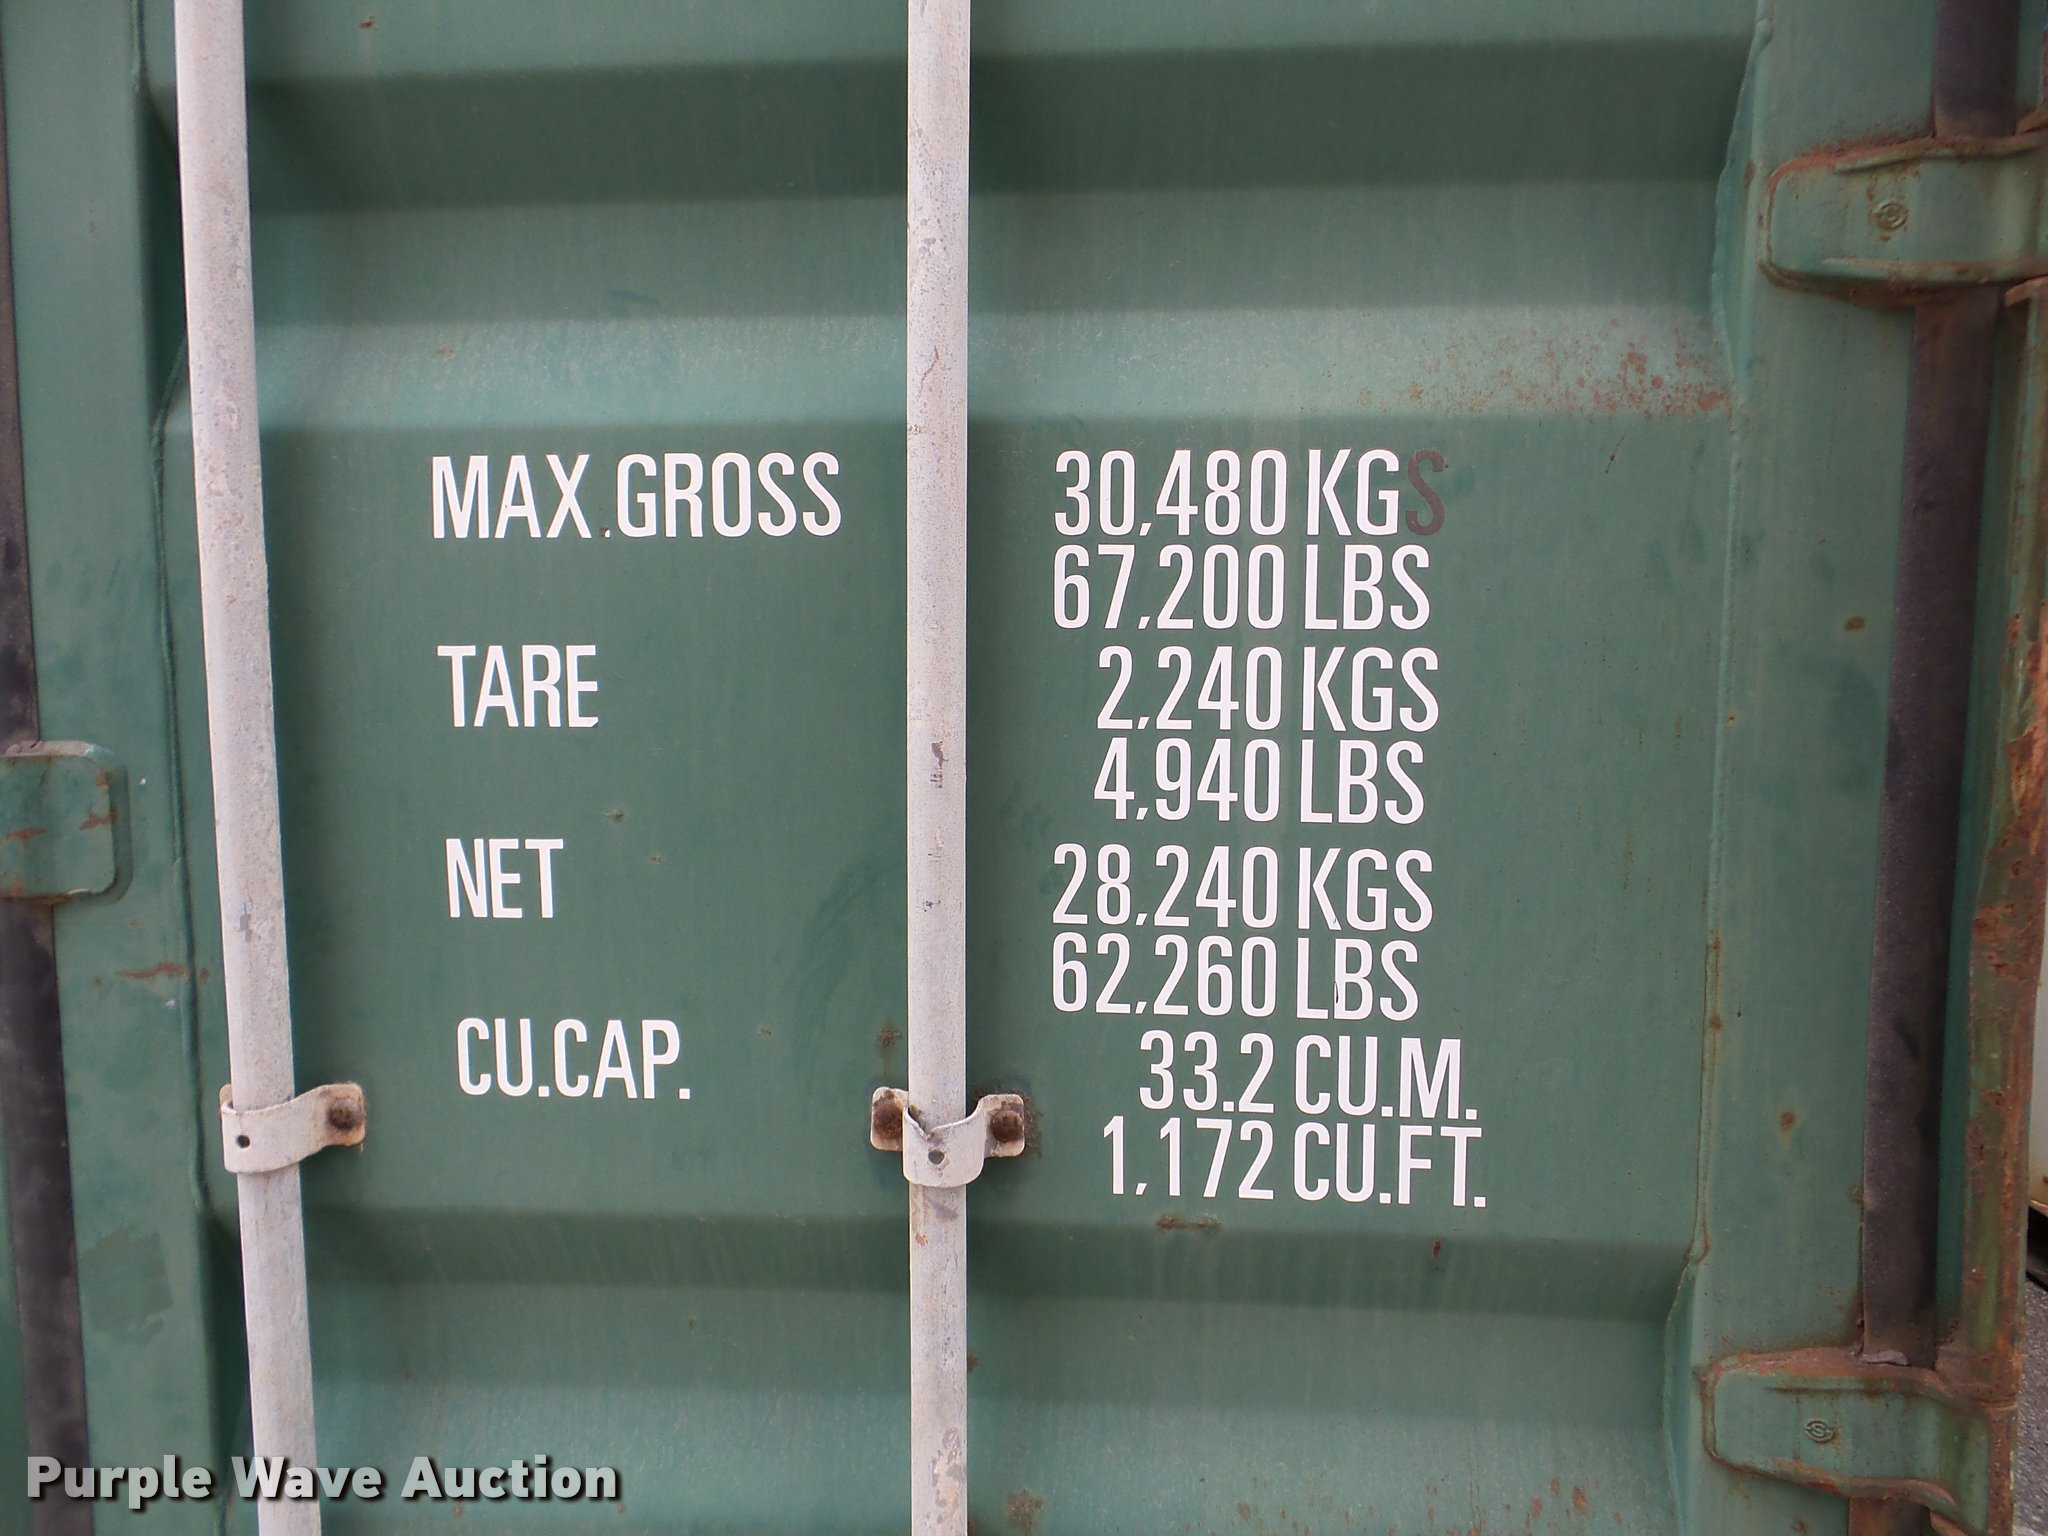 MAX.GROSS 30,480 KGS
67,200 LBS
TARE 2,240 KGS
4,940 LBS
NET 28,240 KGS
62,260 LBS
CU.CAP. 33.2 CU.M.
1,172 CU.FT.
Purple Wave Auction